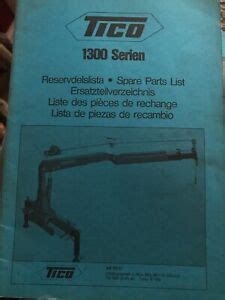 TICO
1300 Serien
Reservdelslista • Spare Parts List
Ersatzteilverzeichnis
Liste des pièces de rechange
Lista de piezas de recambio
TICO